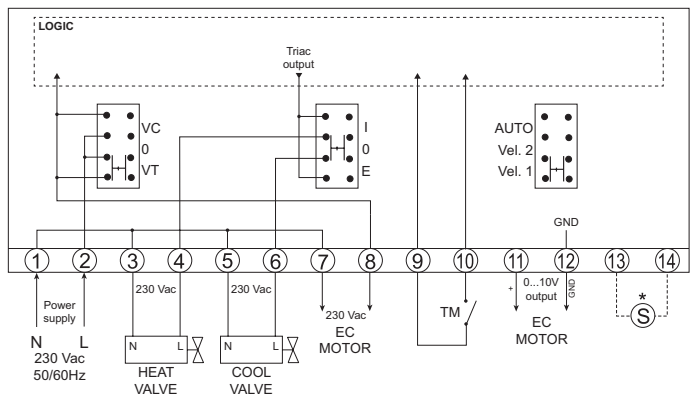 LOGIC
Triac
output
VC
0
VT
I
0
E
AUTO
Vel. 2
Vel. 1
GND
1 2 3 4 5 6 7 8 9 10 11 12 13 14
Power
supply
N L
230 Vac
50/60Hz
230 Vac
N L
HEAT
VALVE
230 Vac
N L
COOL
VALVE
230 Vac
EC
MOTOR
TM
+
0...10V
output
GND
EC
MOTOR
*
S